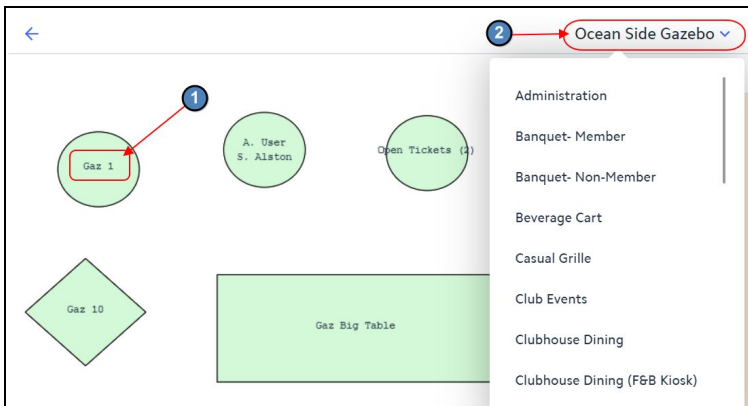 2
Ocean Side Gazebo
1
Gaz 1
A. User
S. Alston
Open Tickets (2)
Gaz 10
Gaz Big Table
Administration
Banquet- Member
Banquet- Non-Member
Beverage Cart
Casual Grille
Club Events
Clubhouse Dining
Clubhouse Dining (F&B Kiosk)